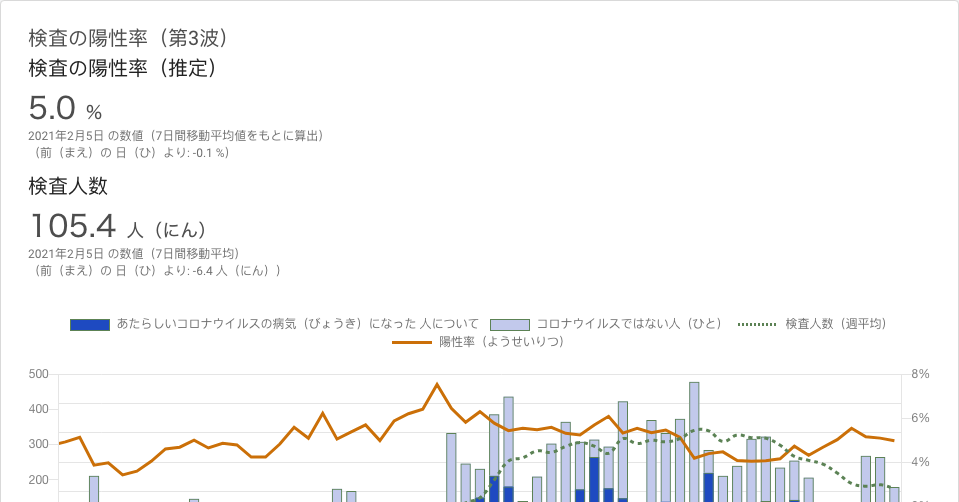 検査の陽性率（第3波）
検査の陽性率（推定）
5.0 %
2021年2月5日 の数値（7日間移動平均値をもとに算出）
（前（まえ）の 日（ひ）より: -0.1 %）
検査人数
105.4 人（にん）
2021年2月5日 の数値（7日間移動平均）
（前（まえ）の 日（ひ）より: -6.4 人（にん））
あたらしいコロナウイルスの病気（びょうき）になった 人について コロナウイルスではない人（ひと） 検査人数（週平均）
陽性率（ようせいりつ）
500 8%
400
6%
300
4%
200